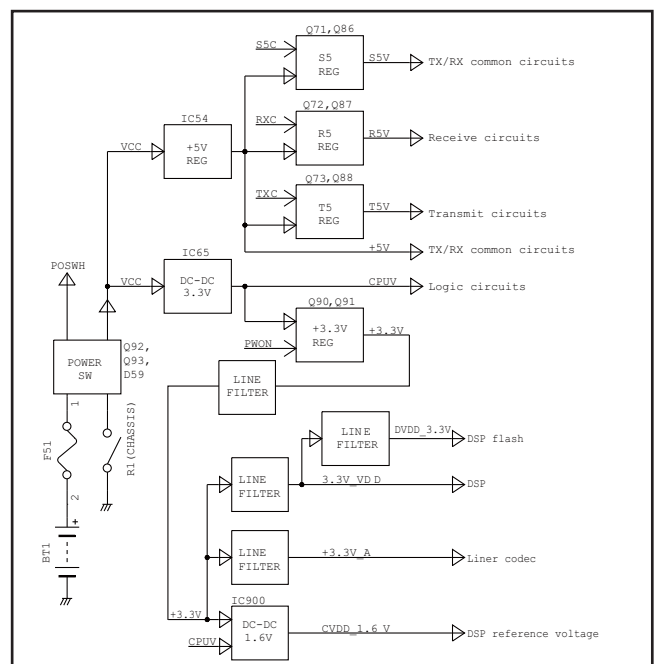 Q71,Q86
S5C
S5
REG
S5V
TX/RX common circuits
Q72,Q87
RXC
R5
REG
R5V
Receive circuits
IC54
VCC
+5V
REG
Q73,Q88
TXC
T5
REG
T5V
Transmit circuits
+5V
TX/RX common circuits
IC65
POSWH
VCC
DC-DC
3.3V
CPUV
Logic circuits
Q90,Q91
+3.3V
REG
+3.3V
PWON
POWER
SW
Q92,
Q93,
D59
LINE
FILTER
1
F51
2
R1(CHASSIS)
+
BT1
LINE
FILTER
DVDD_3.3V
DSP flash
LINE
FILTER
3.3V_VDD
DSP
LINE
FILTER
+3.3V_A
Liner codec
IC900
+3.3V
DC-DC
1.6V
CPUV
CVDD_1.6 V
DSP reference voltage